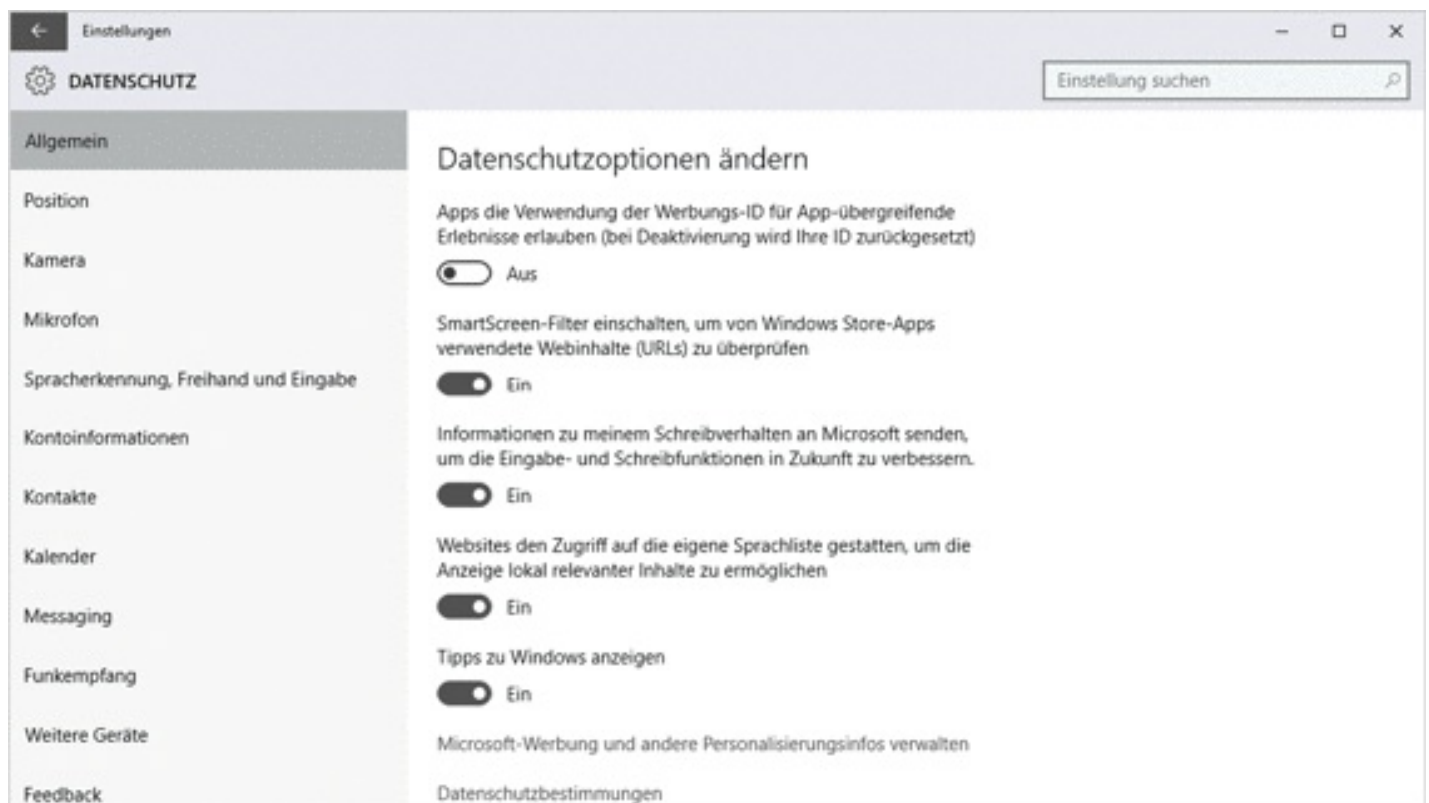 Einstellungen
DATENSCHUTZ
Einstellung suchen
Allgemein
Position
Kamera
Mikrofon
Spracherkennung, Freihand und Eingabe
Kontoinformationen
Kontakte
Kalender
Messaging
Funkempfang
Weitere Geräte
Feedback
Datenschutzoptionen ändern
Apps die Verwendung der Werbungs-ID für App-übergreifende
Erlebnisse erlauben (bei Deaktivierung wird Ihre ID zurückgesetzt)
Aus
SmartScreen-Filter einschalten, um von Windows Store-Apps
verwendete Webinhalte (URLs) zu überprüfen
Ein
Informationen zu meinem Schreibverhalten an Microsoft senden,
um die Eingabe- und Schreibfunktionen in Zukunft zu verbessern.
Ein
Websites den Zugriff auf die eigene Sprachliste gestatten, um die
Anzeige lokal relevanter Inhalte zu ermöglichen
Ein
Tipps zu Windows anzeigen
Ein
Microsoft-Werbung und andere Personalisierungsinfos verwalten
Datenschutzbestimmungen